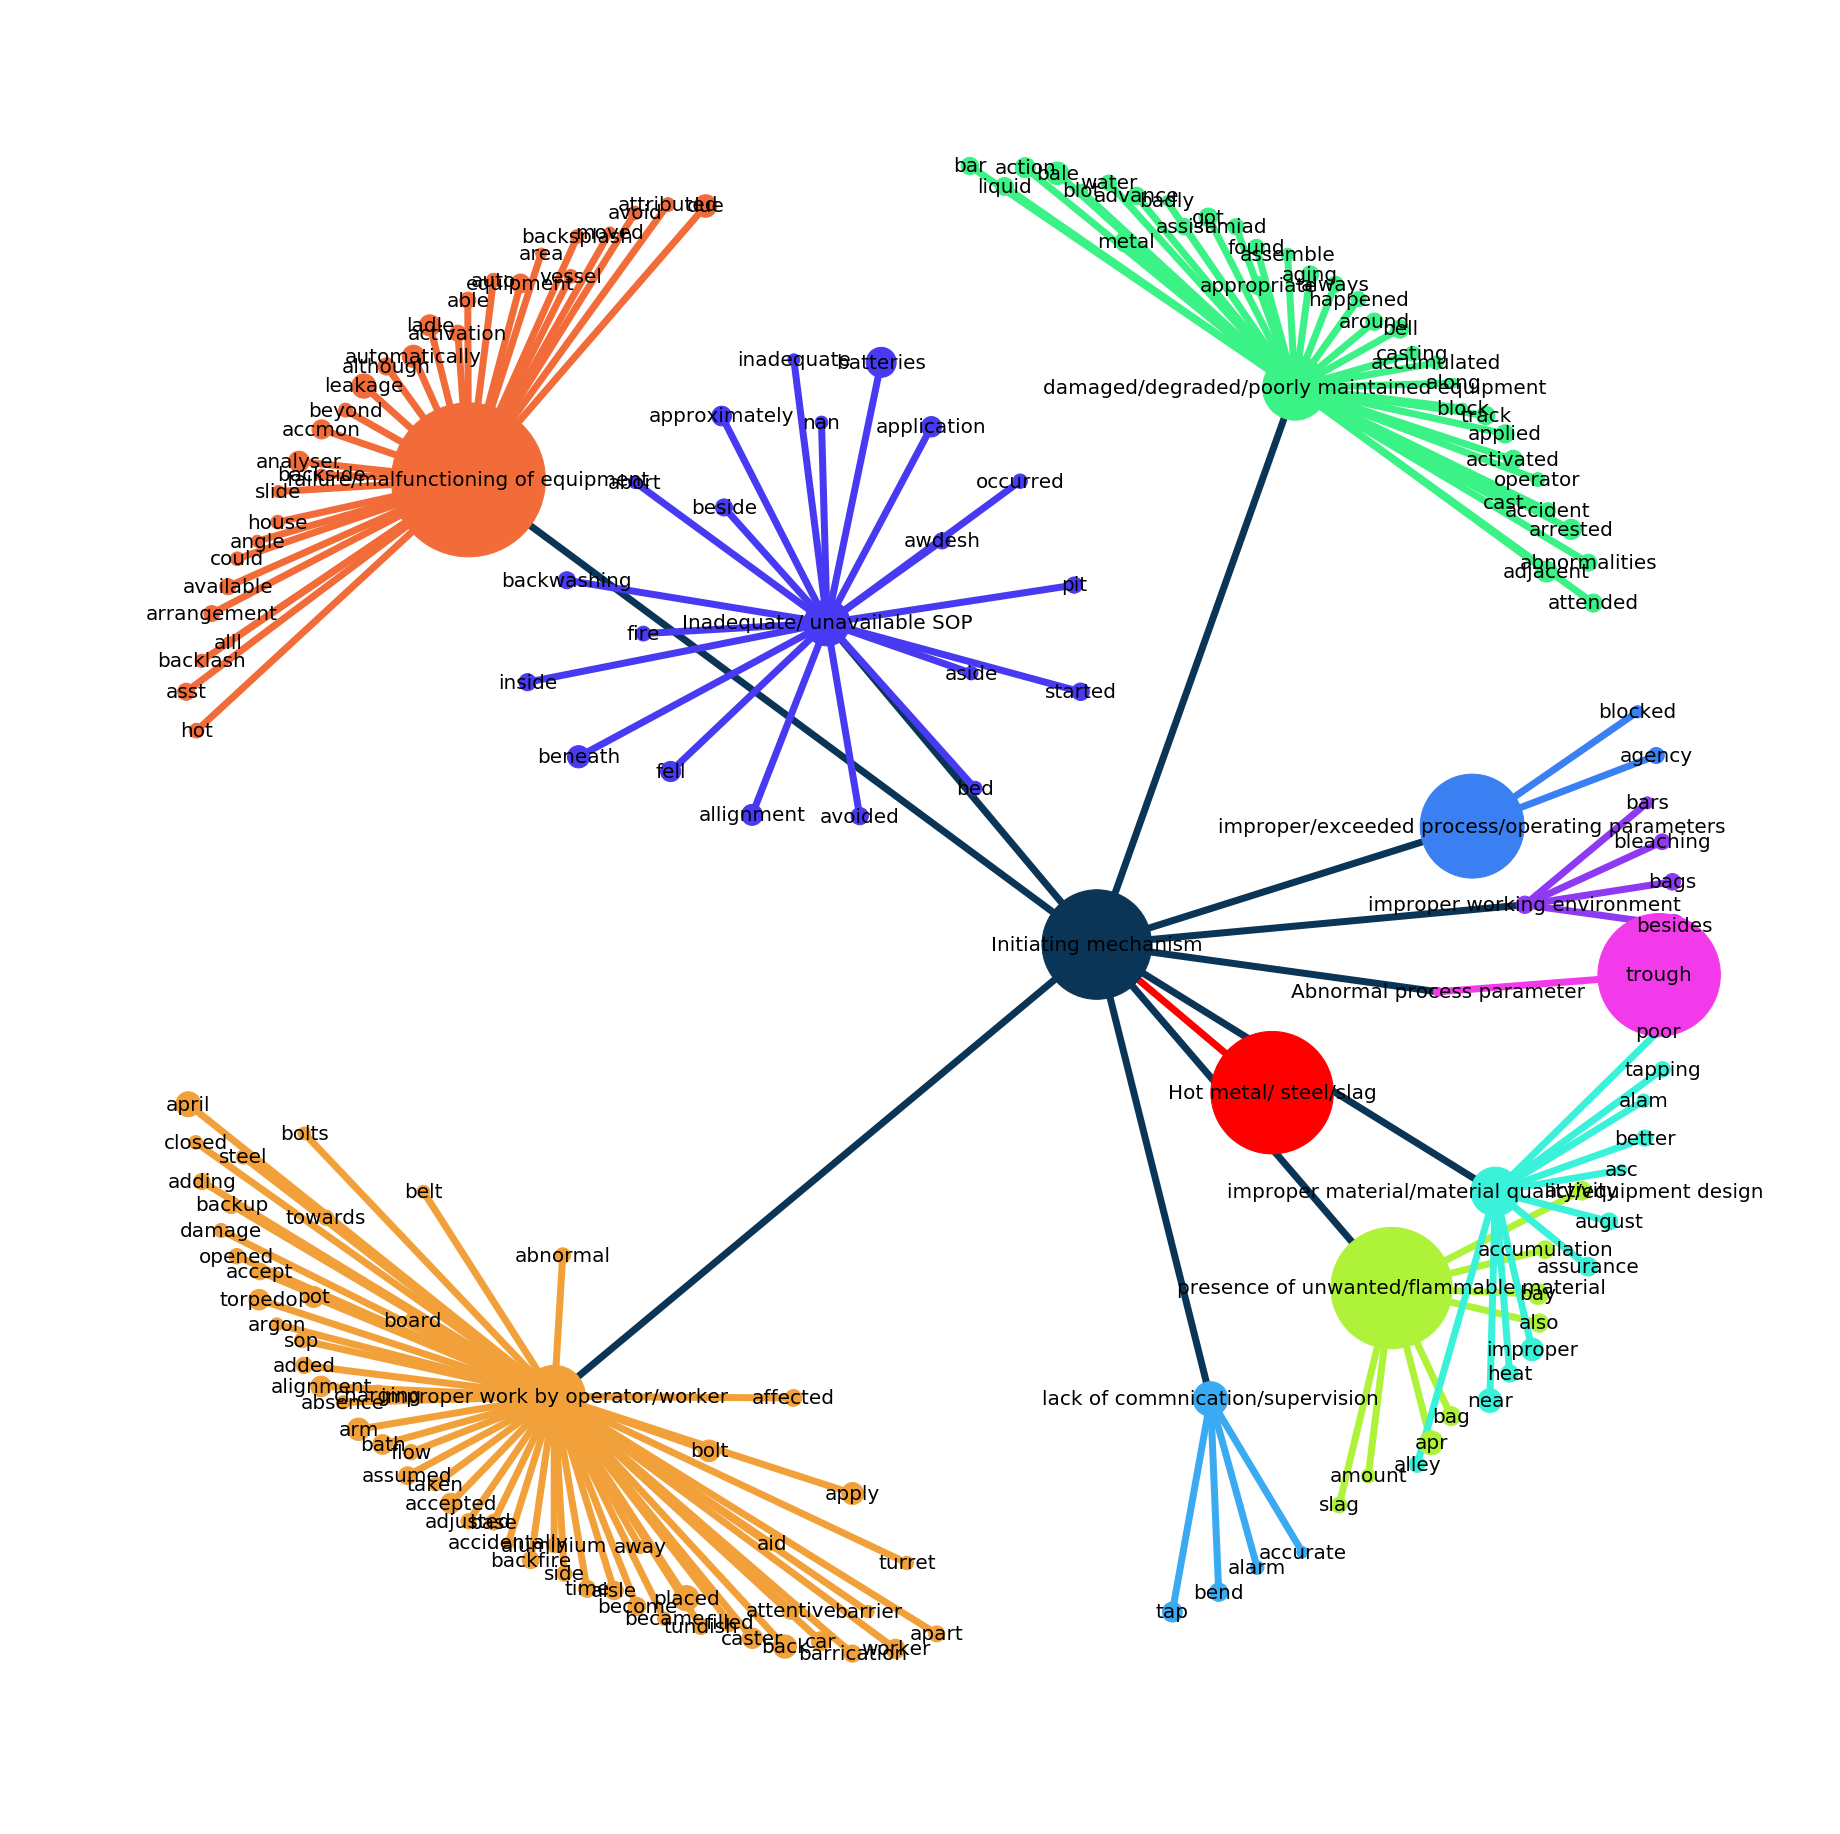 bar
action
bale
liquid
blot
water
advance
badly
metal
got
found
assemble
aging
appropriate
always
happened
around
bell
casting
accumulated
along
damaged/degraded/poorly maintained equipment
block
track
applied
activated
operator
cast
accident
arrested
abnormalities
adjacent
attended
attributed
due
avoid
moved
backsplash
area
vessel
auto
equipment
able
ladle
activation
automatically
although
leakage
beyond
accmon
analyser
backside
failure/malfunctioning of equipment
slide
house
angle
could
available
arrangement
alll
backlash
asst
hot
inadequate
batteries
approximately
nan
application
abort
occurred
beside
awdesh
backwashing
pit
Inadequate/ unavailable SOP
fire
inside
aside
started
beneath
fell
bed
allignment
avoided
blocked
agency
bars
improper/exceeded process/operating parameters
bleaching
bags
improper working environment
besides
Initiating mechanism
trough
Abnormal process parameter
poor
tapping
Hot metal/ steel/slag
alam
better
asc
improper material/material quality/equipment design
activity
august
accumulation
assurance
presence of unwanted/flammable material
bay
also
improper
heat
near
bag
apr
alley
amount
slag
lack of commnication/supervision
accurate
alarm
bend
tap
april
bolts
closed
steel
adding
belt
backup
towards
damage
opened
abnormal
accept
torpedo
pot
board
argon
sop
added
alignment
charging
improper work by operator/worker
affected
absence
arm
bath
flow
bolt
assumed
taken
apply
accepted
adjusted
base
accidentally
aluminium
away
aid
backfire
turret
side
time
aisle
placed
become
attentive
barrier
became
tundish
filled
caster
back
car
apart
worker
barrication